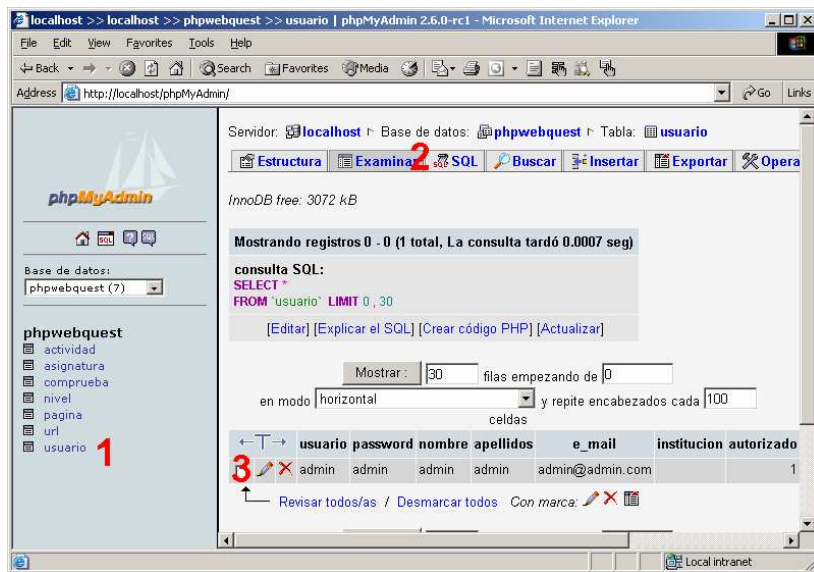 localhost >> localhost >> phpwebquest >> usuario | phpMyAdmin 2.6.0-rc1 - Microsoft Internet Explorer
File Edit View Favorites Tools Help
Back Search Favorites Media
Address http://localhost/phpMyAdmin/ Go Links
phpMyAdmin
SQL
Base de datos:
phpwebquest (7)
phpwebquest
actividad
asignatura
comprueba
nivel
pagina
url
usuario 1
Servidor: localhost Base de datos: phpwebquest Tabla: usuario
Estructura Examinar 2 SQL Buscar Insertar Exportar Opera
InnoDB free: 3072 kB
Mostrando registros 0 - 0 (1 total, La consulta tardó 0.0007 seg)
consulta SQL:
SELECT *
FROM `usuario` LIMIT 0 , 30
[Editar] [Explicar el SQL] [Crear código PHP] [Actualizar]
Mostrar : 30 filas empezando de 0
en modo horizontal y repite encabezados cada 100
celdas
←T→ usuario password nombre apellidos e_mail institucion autorizado
3 admin admin admin admin admin@admin.com 1
Revisar todos/as / Desmarcar todos Con marca:
Local intranet